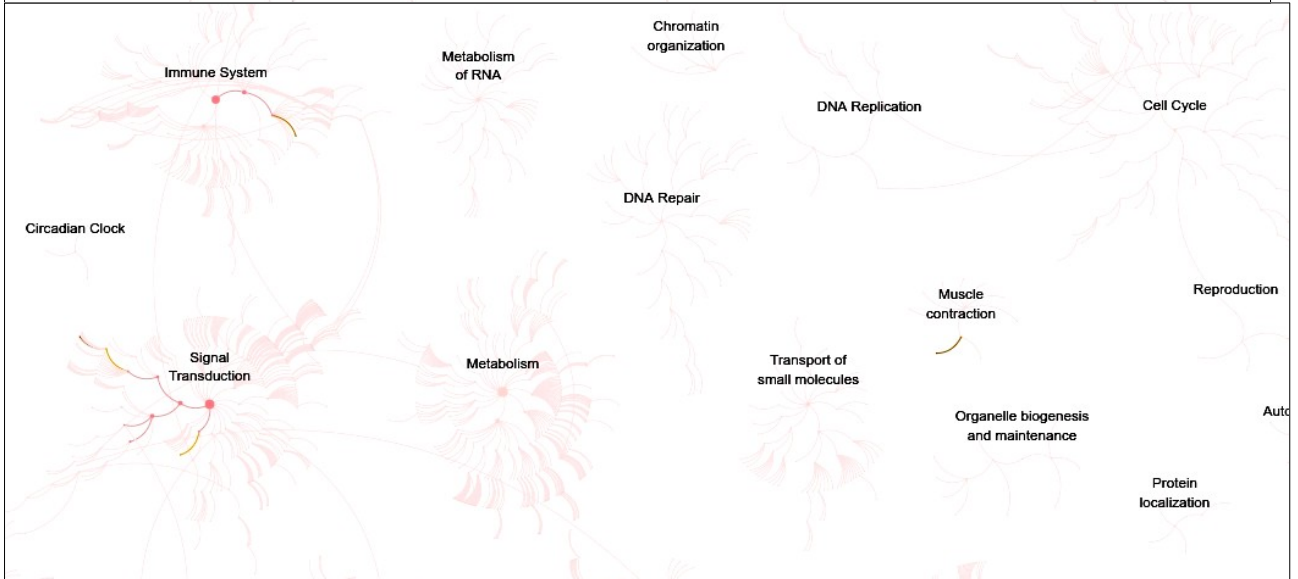 Chromatin
organization
Immune System
Metabolism
of RNA
DNA Replication
Cell Cycle
DNA Repair
Circadian Clock
Reproduction
Muscle
contraction
Signal
Transduction
Metabolism
Transport of
small molecules
Organelle biogenesis
and maintenance
Auto
Protein
localization